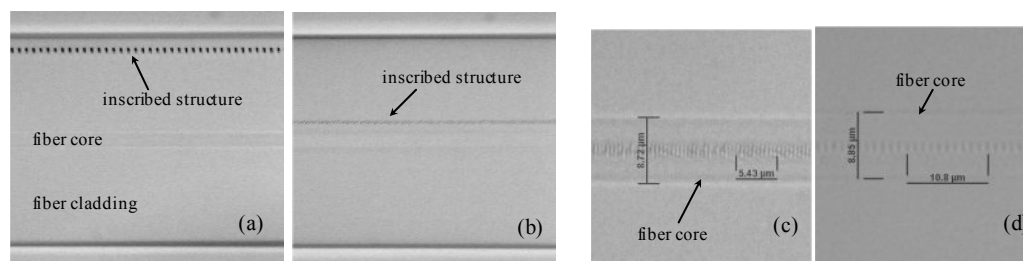 inscribed structure
fiber core
fiber cladding
(a)
inscribed structure
(b)
8.72 µm
5.43 µm
fiber core
(c)
fiber core
8.85 µm
10.8 µm
(d